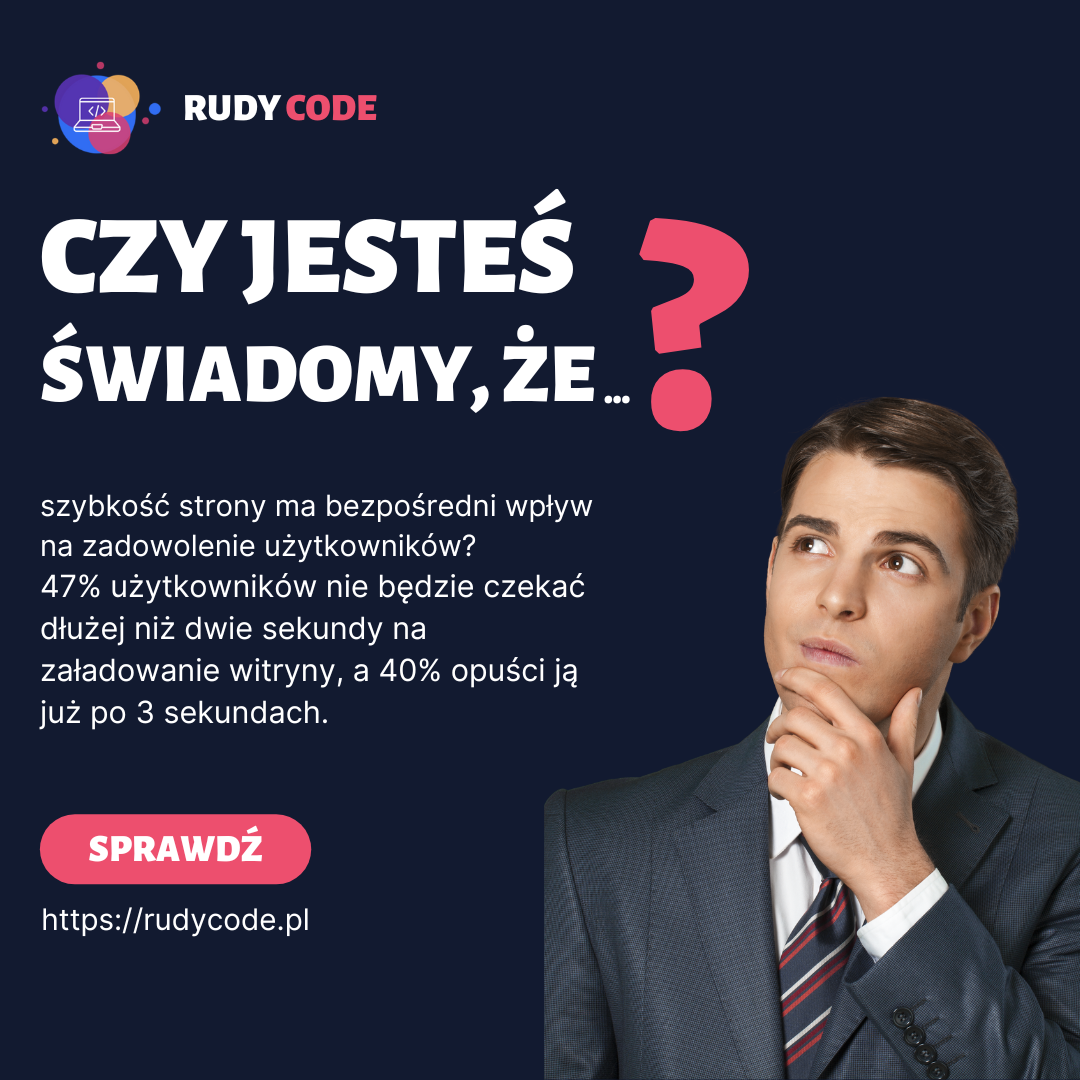 RUDY CODE
CZY JESTEŚ
ŚWIADOMY, ŻE... ?
szybkość strony ma bezpośredni wpływ
na zadowolenie użytkowników?
47% użytkowników nie będzie czekać
dłużej niż dwie sekundy na
załadowanie witryny, a 40% opuści ją
już po 3 sekundach.
SPRAWDŹ
https://rudycode.pl